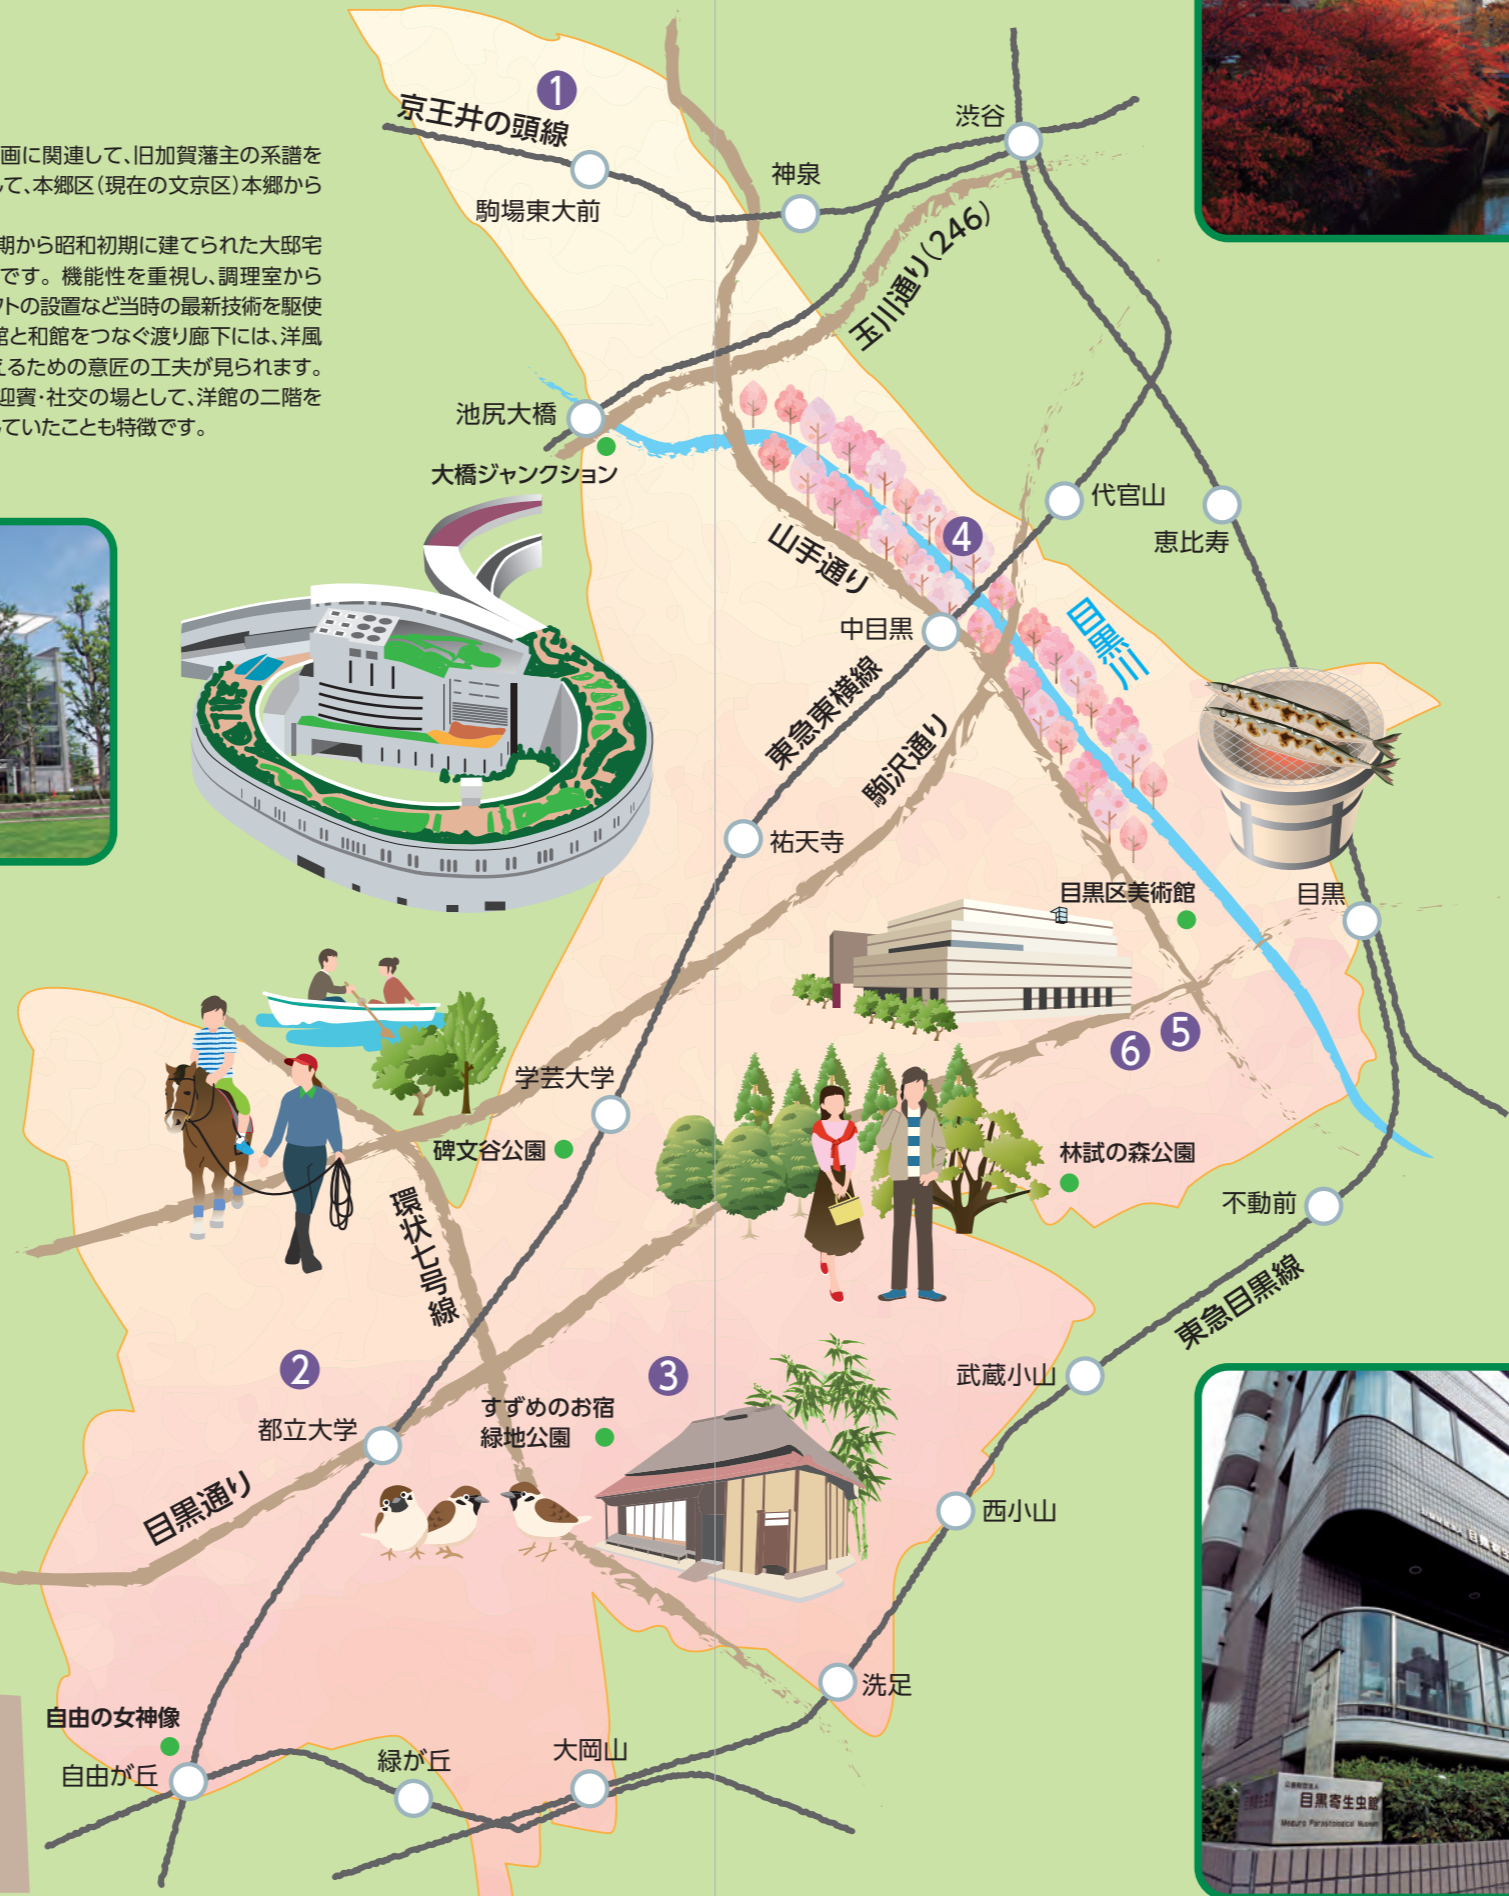 画に関連して、旧加賀藩主の系譜を
して、本郷区(現在の文京区)本郷から
期から昭和初期に建てられた大邸宅
です。機能性を重視し、調理室から
フトの設置など当時の最新技術を駆使
館と和館をつなぐ渡り廊下には、洋風
えるための意匠の工夫が見られます。
迎賓・社交の場として、洋館の二階を
っていたことも特徴です。
1
京王井の頭線
駒場東大前
神泉
渋谷
玉川通り(246)
池尻大橋
大橋ジャンクション
代官山
恵比寿
山手通り
4
中目黒
目黒川
東急東横線
駒沢通り
祐天寺
目黒区美術館
目黒
6
5
学芸大学
碑文谷公園
林試の森公園
不動前
環状七号線
東急目黒線
2
3
武蔵小山
都立大学
すずめのお宿
緑地公園
目黒通り
西小山
洗足
自由の女神像
自由が丘
緑が丘
大岡山
公益財団法人
目黒寄生虫館
Meguro Parasitological Museum